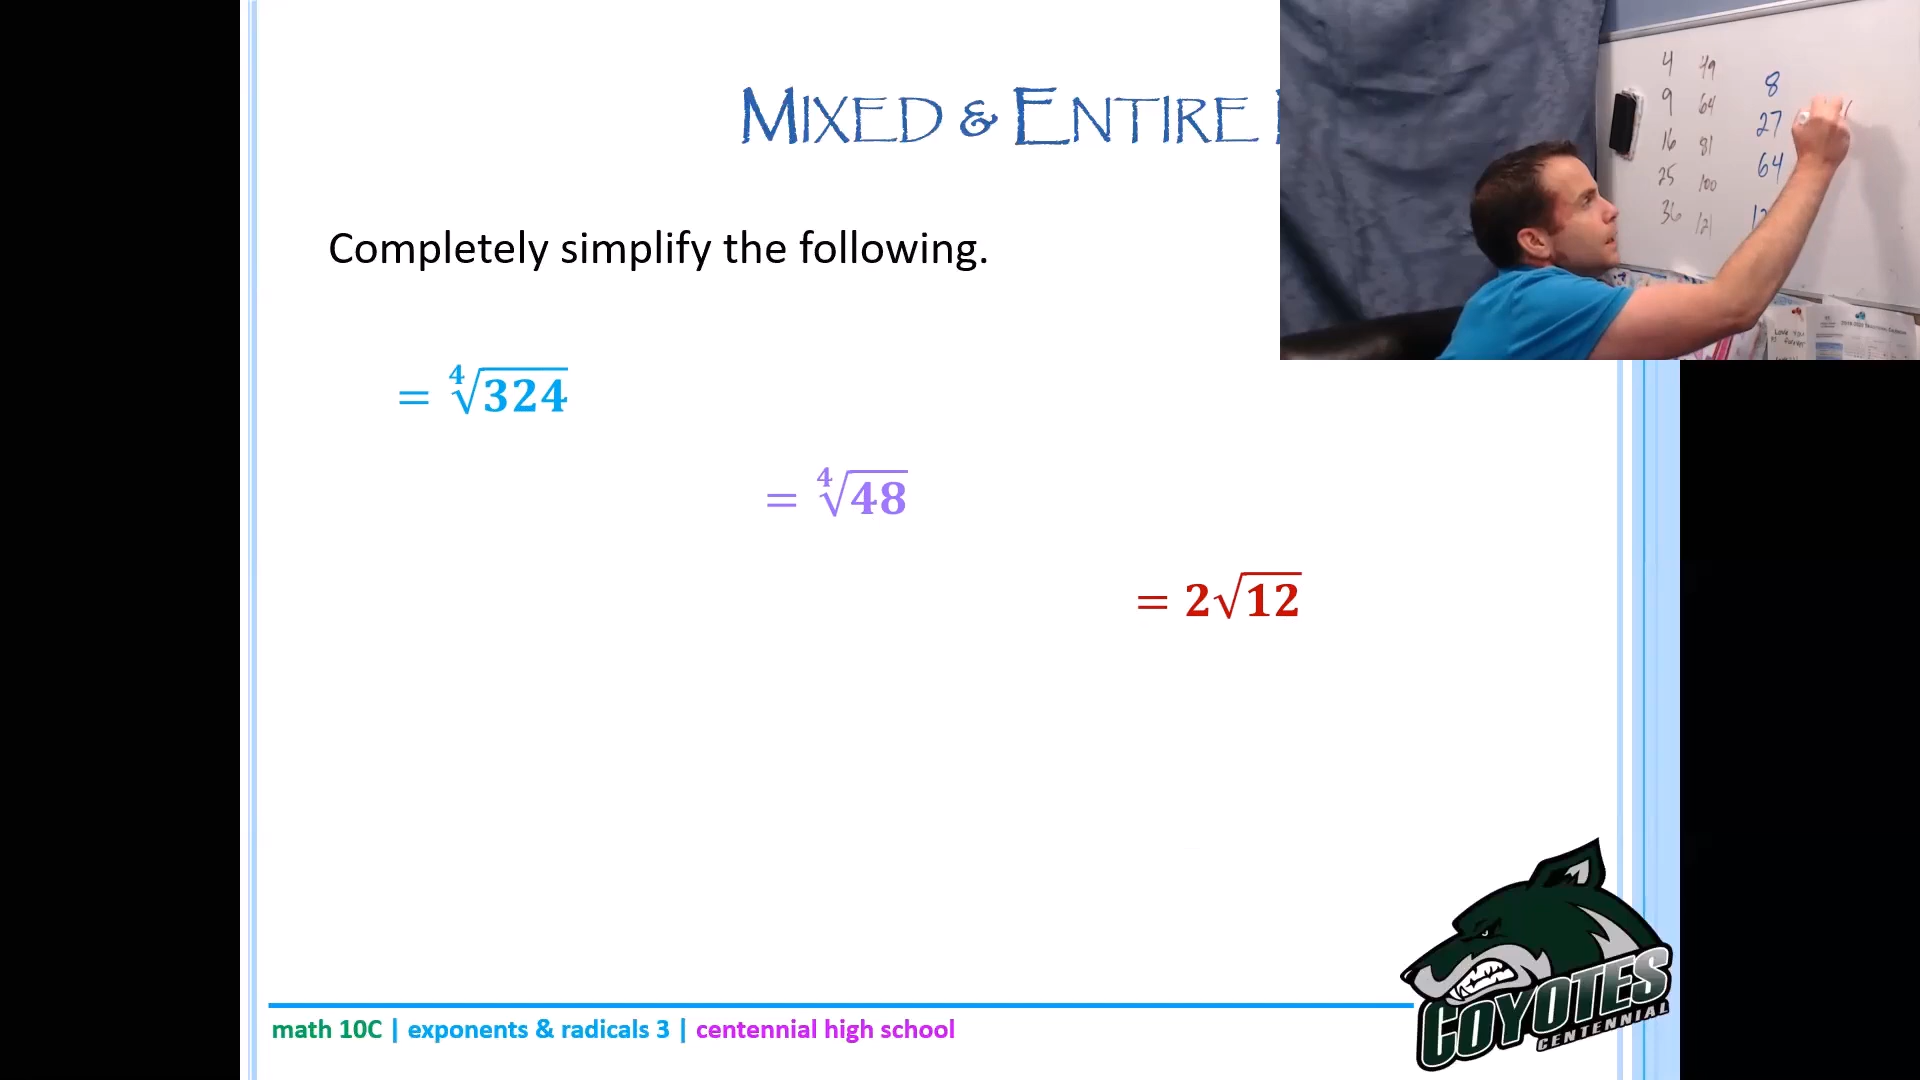 MIXED & ENTIRE
Completely simplify the following.
= ∜324
= ∜48
= 2√12
4 49
9 64
16 81
25 100
36 121
8
27
64
math 10C | exponents & radicals 3 | centennial high school
COYOTES
CENTENNIAL